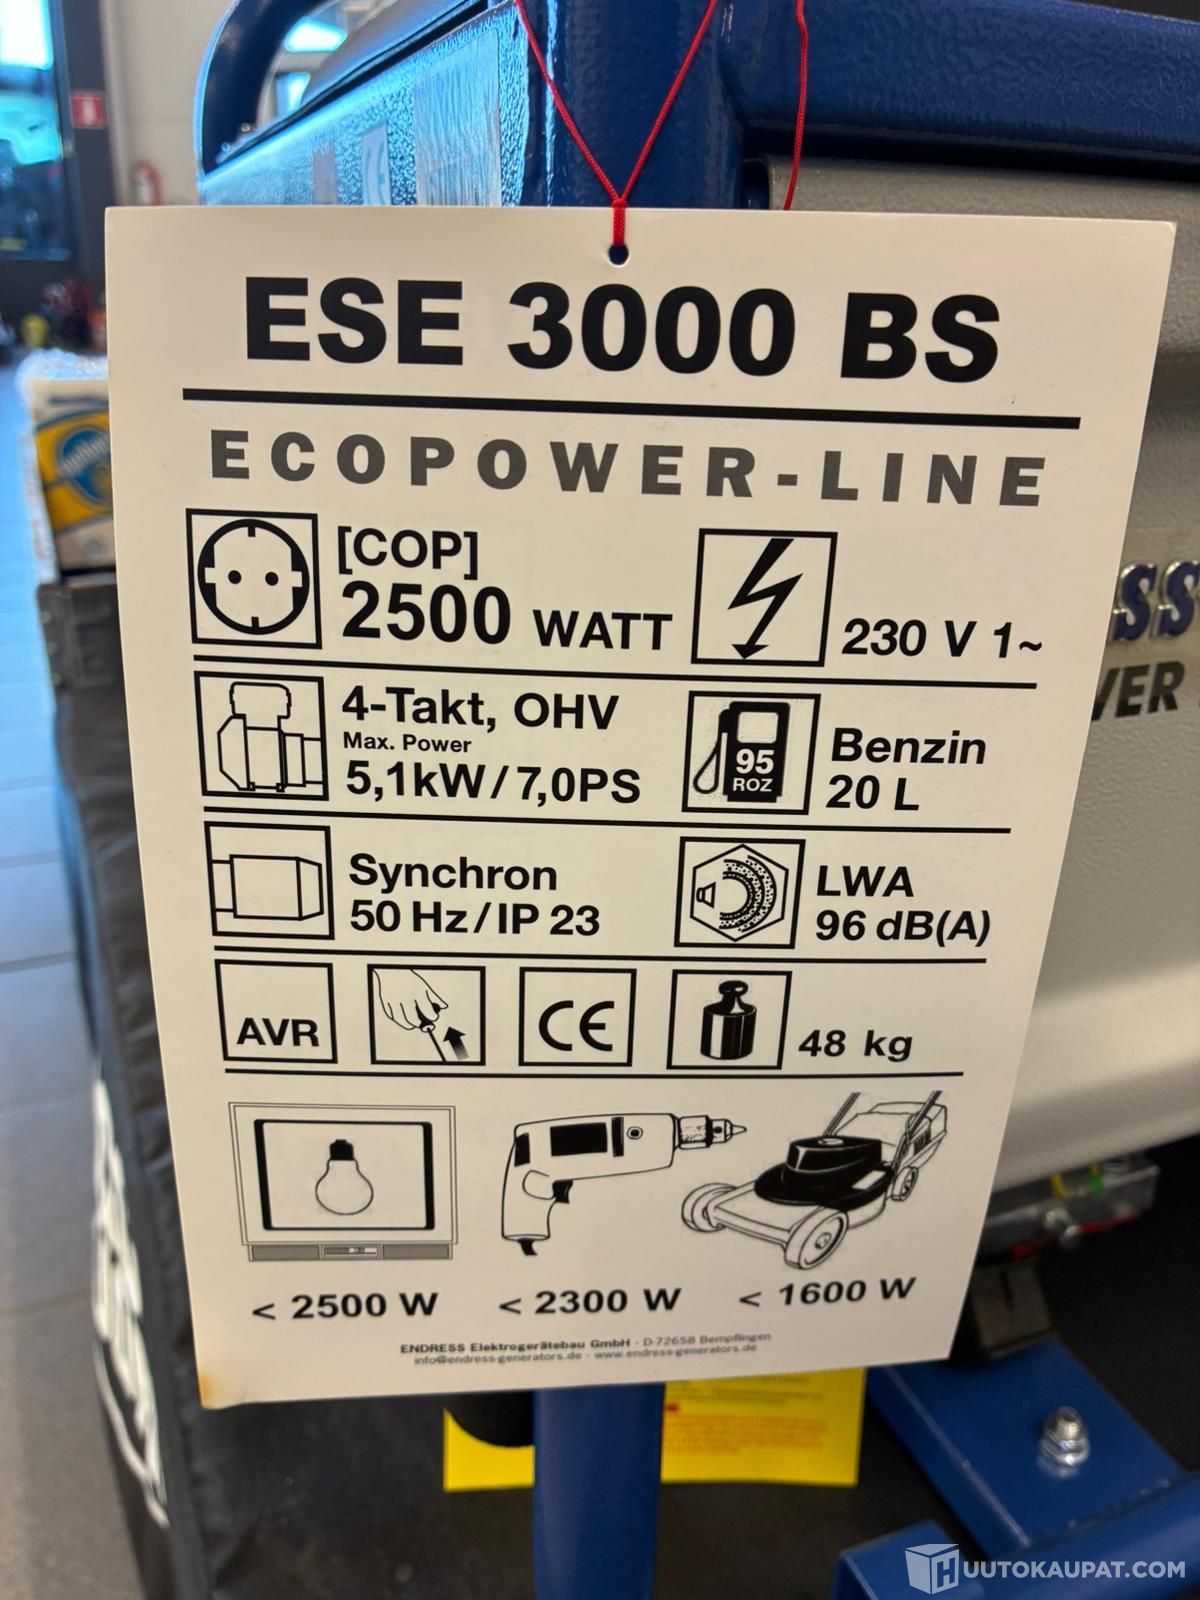 ESE 3000 BS
ECOPOWER-LINE
[COP]
2500 WATT
230 V 1~
4-Takt, OHV
Max. Power
5,1kW/7,0PS
95
ROZ
Benzin
20 L
Synchron
50 Hz/IP 23
LWA
96 dB(A)
AVR
CE
48 kg
< 2500 W
< 2300 W
< 1600 W
ENDRESS Elektrogerätebau GmbH · D-72658 Bempflingen
info@endress-generators.de · www.endress-generators.de
SS
VER
HUUTOKAUPAT.COM